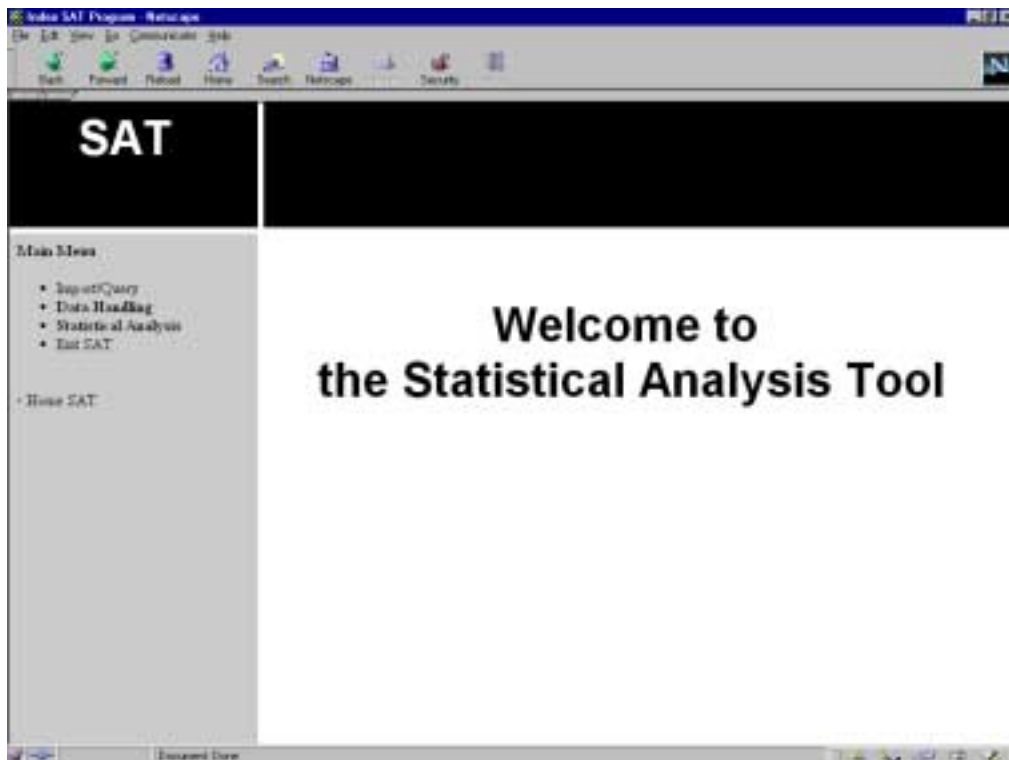 Index SAT Program - Netscape
File Edit View Go Communicator Help
Back Forward Reload Home Search Netscape Security
N
SAT
Main Menu
• Import/Query
• Data Handling
• Statistical Analysis
• Exit SAT
- Home SAT
Welcome to
the Statistical Analysis Tool
Document Done